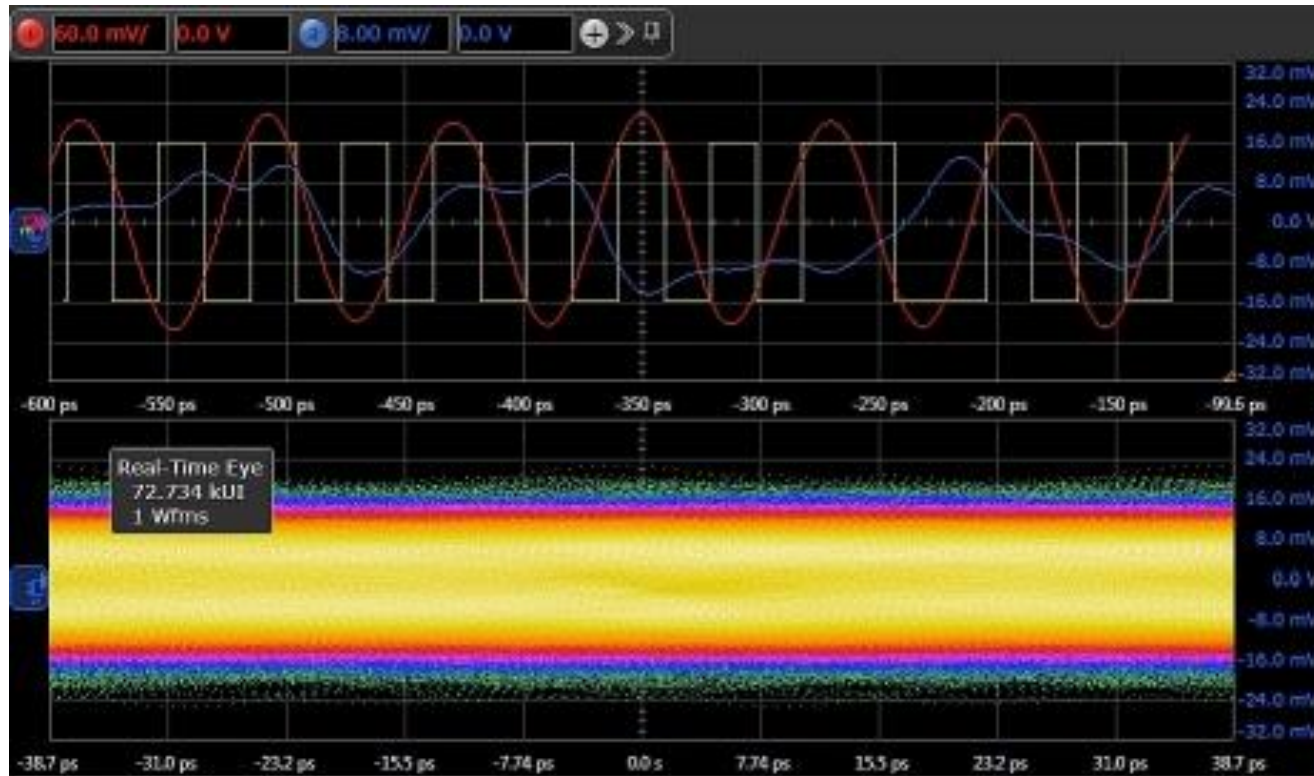 1 60.0 mV/ 0.0 V 2 8.00 mV/ 0.0 V
32.0 mV
24.0 mV
16.0 mV
8.0 mV
0.0 V
-8.0 mV
-16.0 mV
-24.0 mV
-32.0 mV
-600 ps -550 ps -500 ps -450 ps -400 ps -350 ps -300 ps -250 ps -200 ps -150 ps -99.6 ps
32.0 mV
24.0 mV
16.0 mV
8.0 mV
0.0 V
-8.0 mV
-16.0 mV
-24.0 mV
-32.0 mV
Real-Time Eye
72.734 kUI
1 Wfms
-38.7 ps -31.0 ps -23.2 ps -15.5 ps -7.74 ps 0.0 s 7.74 ps 15.5 ps 23.2 ps 31.0 ps 38.7 ps